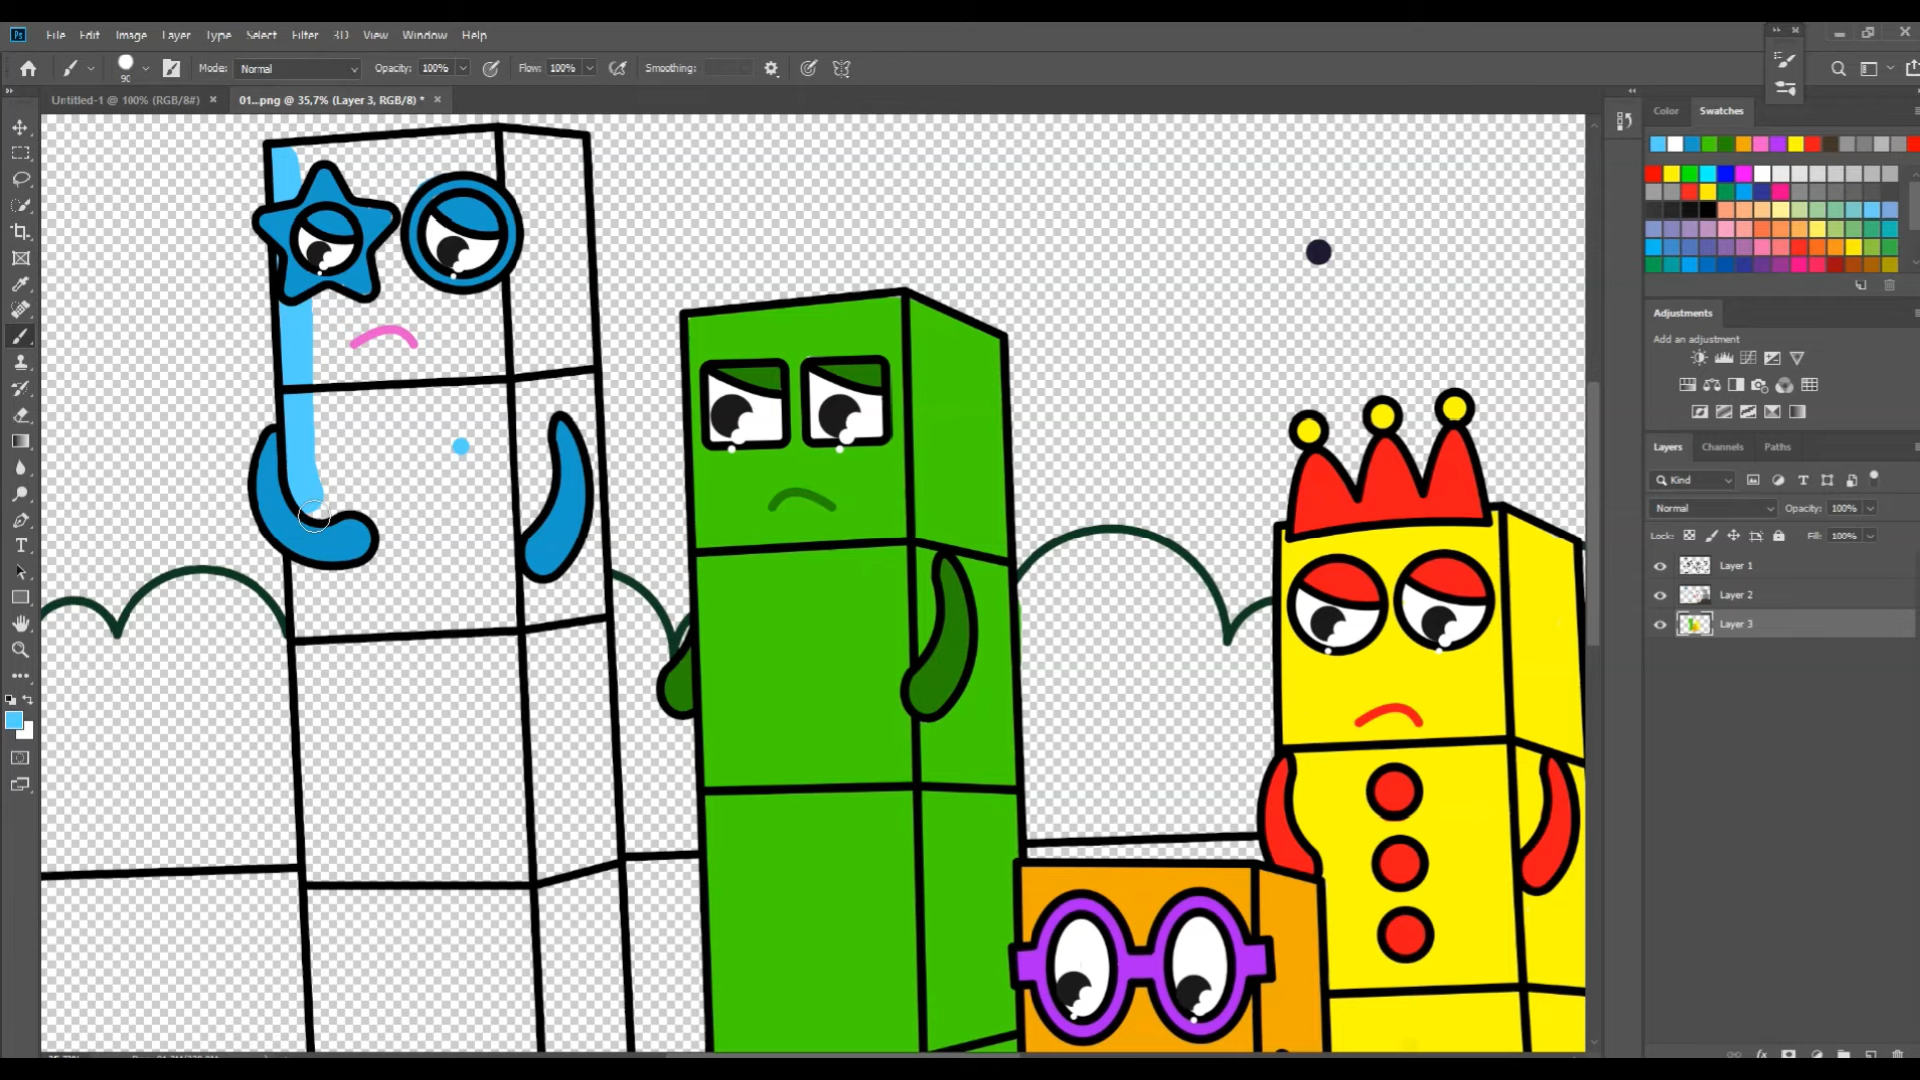 Ps File Edit Image Layer Type Select Filter 3D View Window Help
90 Mode: Normal Opacity: 100% Flow: 100% Smoothing:
Untitled-1 @ 100% (RGB/8#) × 01...png @ 35,7% (Layer 3, RGB/8) * ×
Color Swatches
Adjustments
Add an adjustment
Layers Channels Paths
Kind
Normal Opacity: 100%
Lock: Fill: 100%
Layer 1
Layer 2
Layer 3